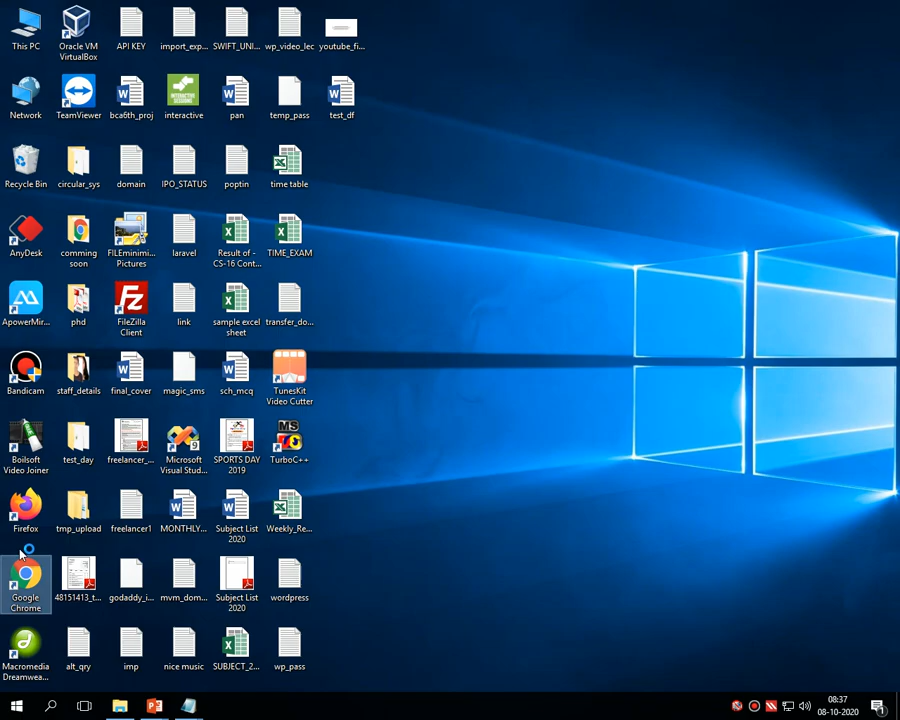 This PC
Oracle VM
VirtualBox
API KEY
import_exp...
SWIFT_UNI...
wp_video_lec
youtube_fi...
Network
TeamViewer
bca6th_proj
interactive
pan
temp_pass
test_df
Recycle Bin
circular_sys
domain
IPO_STATUS
poptin
time table
AnyDesk
comming
soon
FILEminimi...
Pictures
laravel
Result of -
CS-16 Cont...
TIME_EXAM
ApowerMir...
phd
FileZilla
Client
link
sample excel
sheet
transfer_do...
Bandicam
staff_details
final_cover
magic_sms
sch_mcq
TunesKit
Video Cutter
Boilsoft
Video Joiner
test_day
freelancer_...
Microsoft
Visual Stud...
SPORTS DAY
2019
TurboC++
Firefox
tmp_upload
freelancer1
MONTHLY...
Subject List
2020
Weekly_Re...
Google
Chrome
48151413_t...
godaddy_i...
mvm_dom...
Subject List
2020
wordpress
Macromedia
Dreamwea...
alt_qry
imp
nice music
SUBJECT_2...
wp_pass
08:37
08-10-2020